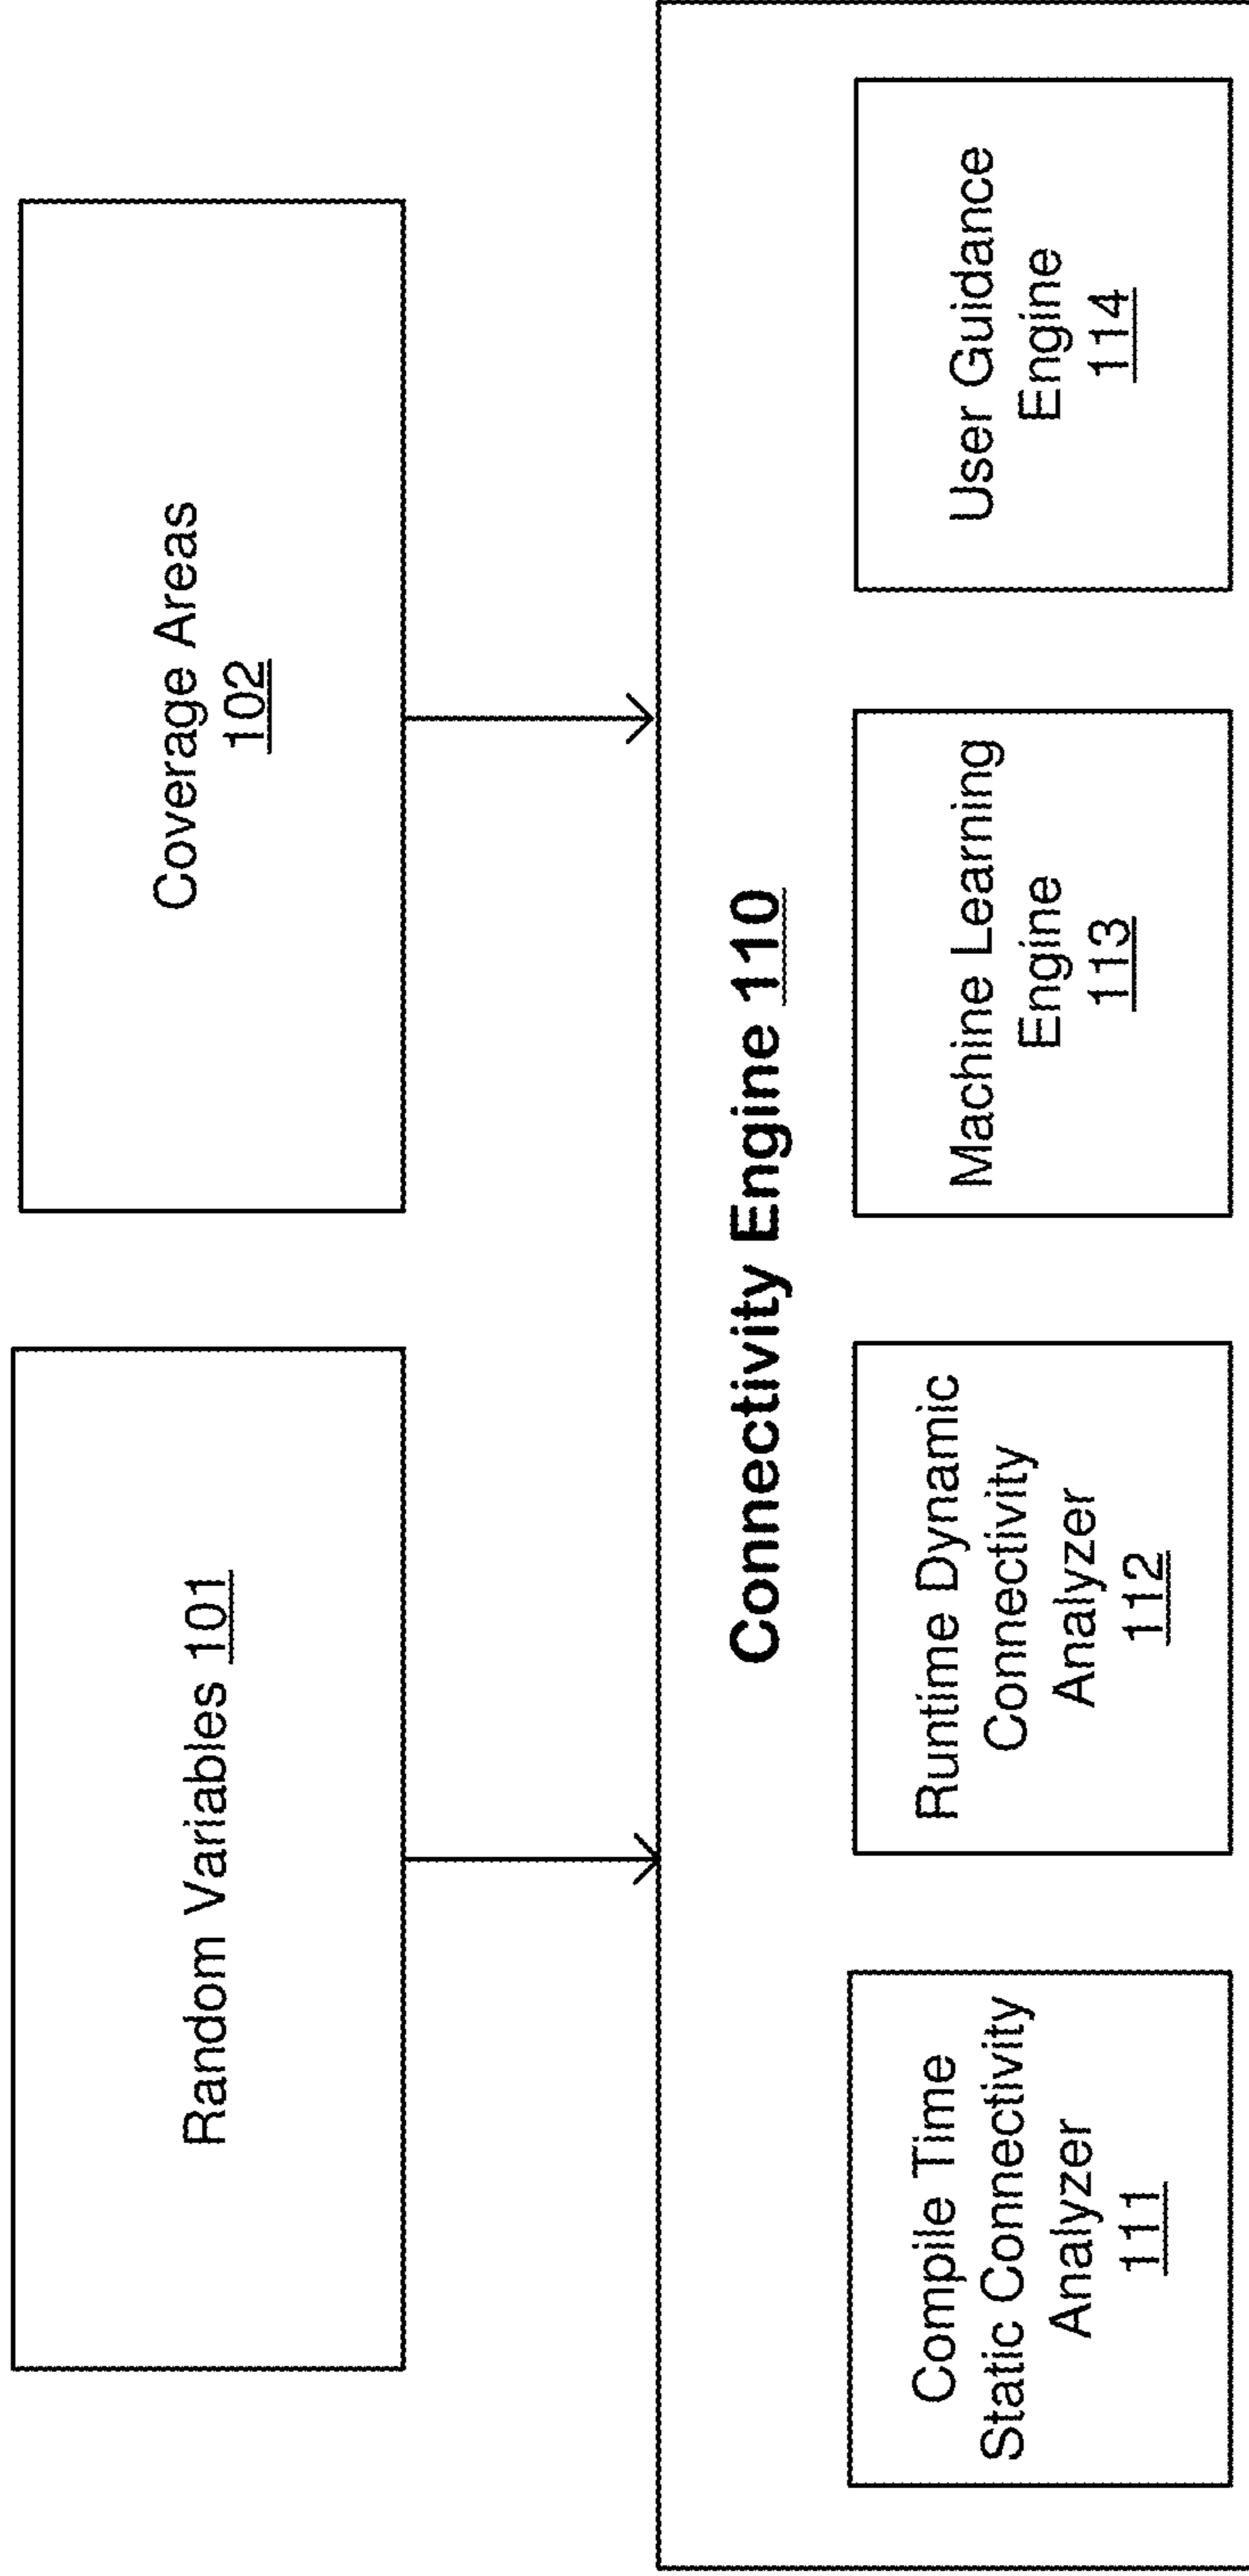 Random Variables 101
Coverage Areas
102
Connectivity Engine 110
Compile Time
Static Connectivity
Analyzer
111
Runtime Dynamic
Connectivity
Analyzer
112
Machine Learning
Engine
113
User Guidance
Engine
114